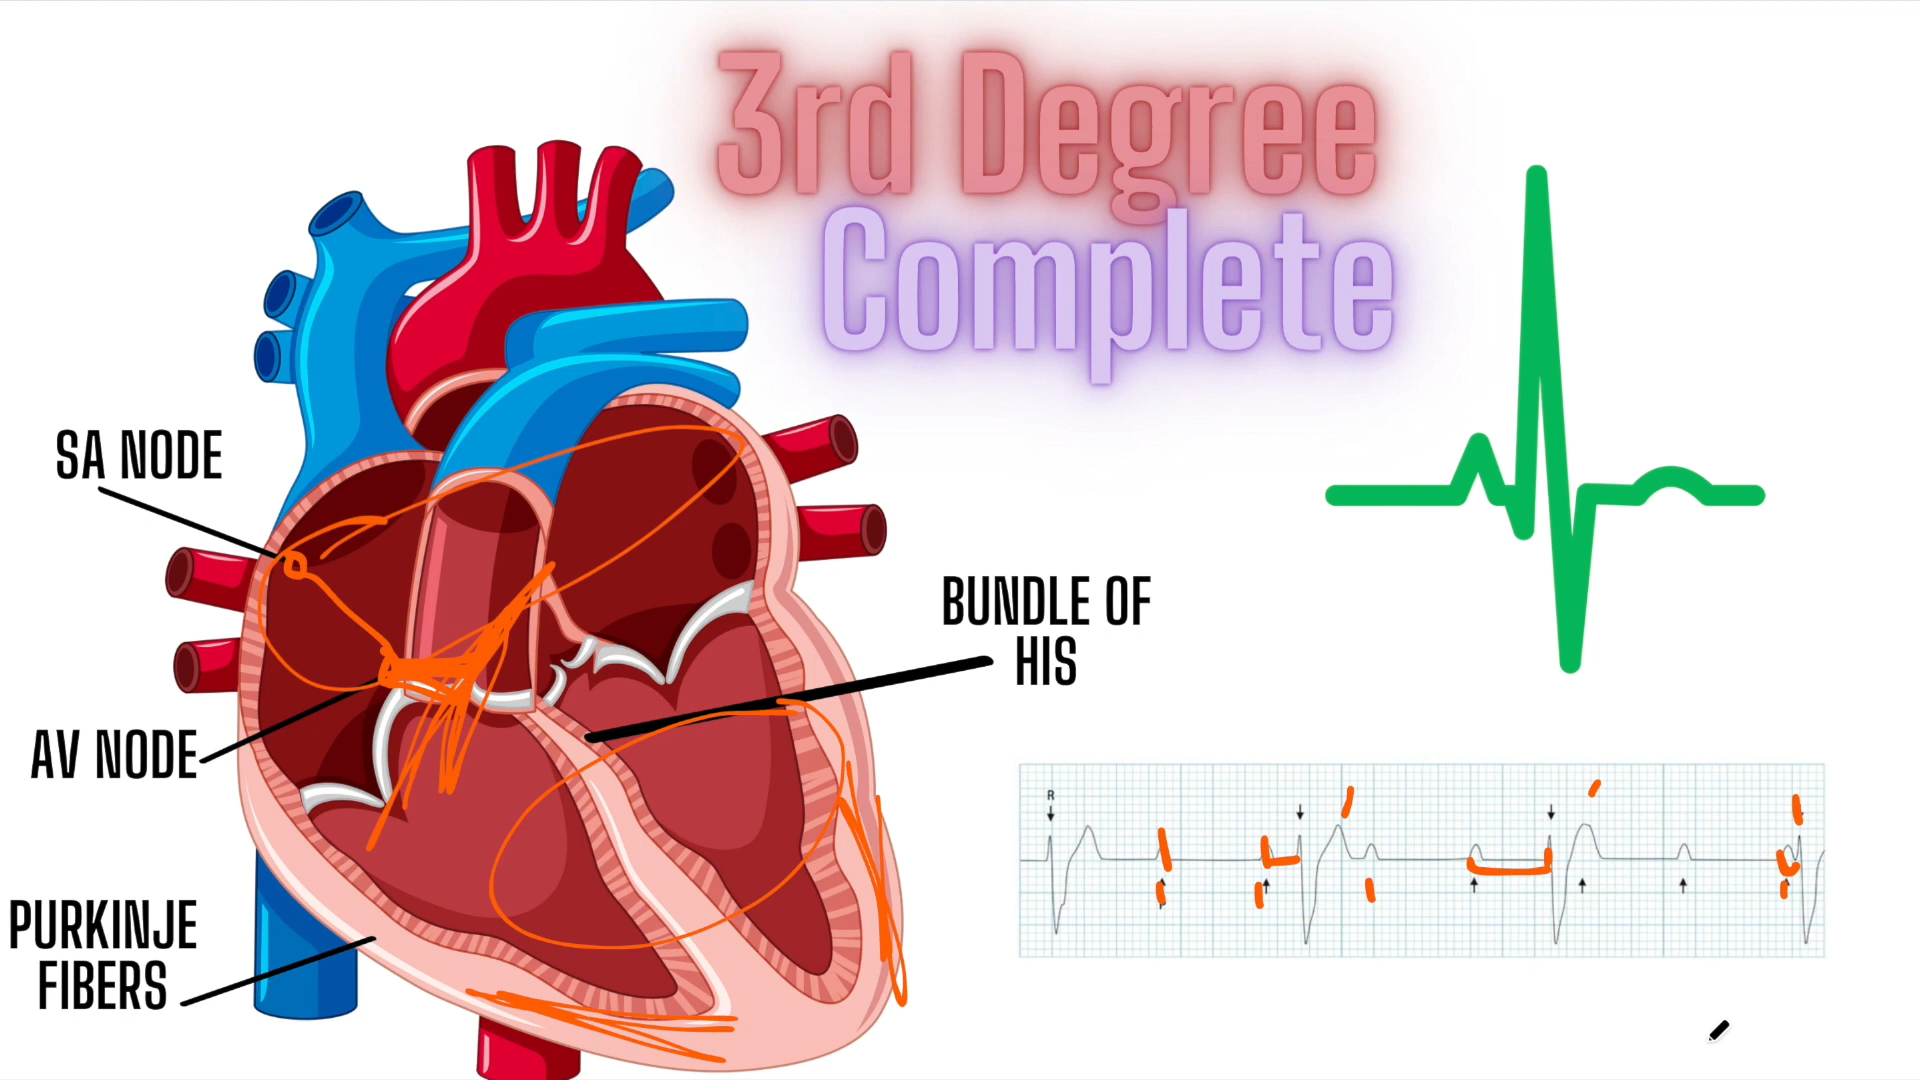 3rd Degree
Complete
SA NODE
BUNDLE OF
HIS
AV NODE
R
PURKINJE
FIBERS